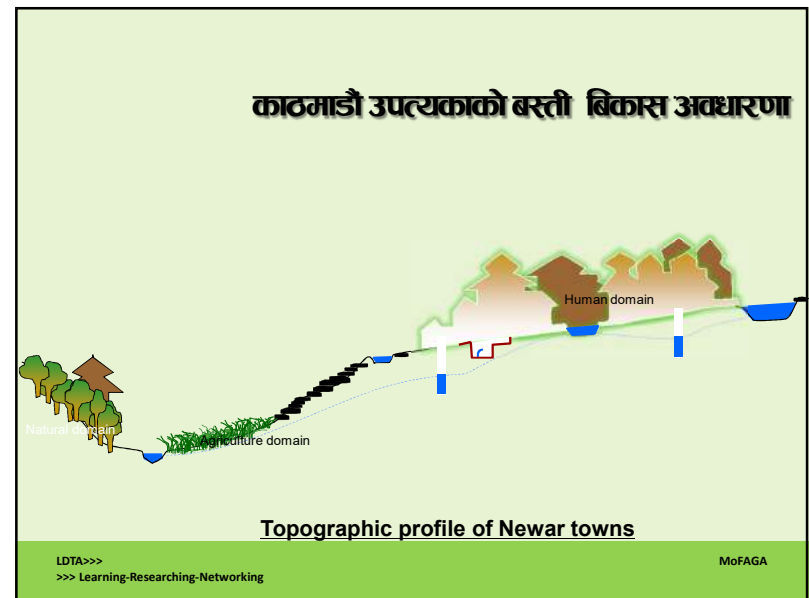 काठमाडौं उपत्यकाको बस्ती बिकास अवधारणा
Human domain
Natural domain
Agriculture domain
Topographic profile of Newar towns
LDTA>>>
MoFAGA
>>> Learning-Researching-Networking